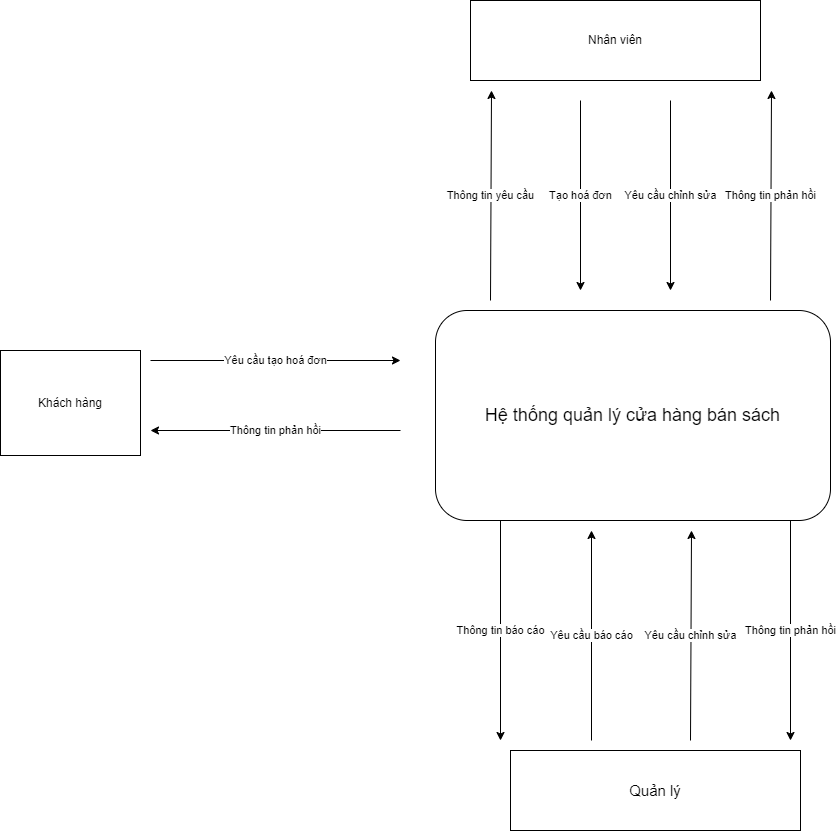 Nhân viên
Thông tin yêu cầu
Tạo hoá đơn
Yêu cầu chỉnh sửa
Thông tin phản hồi
Yêu cầu tạo hoá đơn
Khách hàng
Hệ thống quản lý cửa hàng bán sách
Thông tin phản hồi
Thông tin báo cáo
Yêu cầu báo cáo
Yêu cầu chỉnh sửa
Thông tin phản hồi
Quản lý